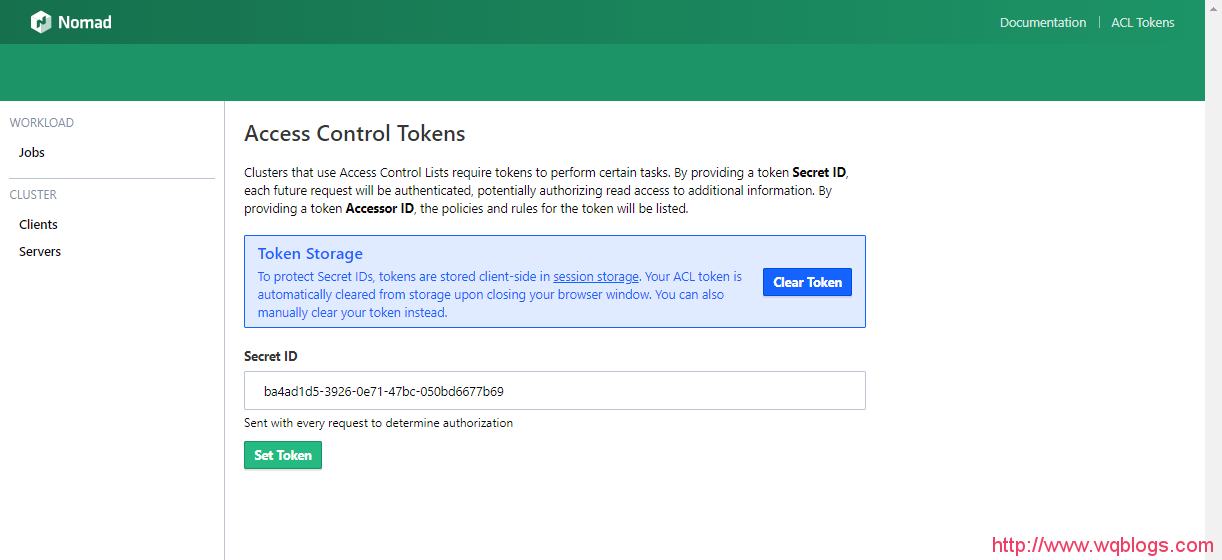 Nomad
Documentation
ACL Tokens
WORKLOAD
Jobs
CLUSTER
Clients
Servers
Access Control Tokens
Clusters that use Access Control Lists require tokens to perform certain tasks. By providing a token Secret ID,
each future request will be authenticated, potentially authorizing read access to additional information. By
providing a token Accessor ID, the policies and rules for the token will be listed.
Token Storage
To protect Secret IDs, tokens are stored client-side in session storage. Your ACL token is
automatically cleared from storage upon closing your browser window. You can also
manually clear your token instead.
Clear Token
Secret ID
ba4ad1d5-3926-0e71-47bc-050bd6677b69
Sent with every request to determine authorization
Set Token
http://www.wqblogs.com